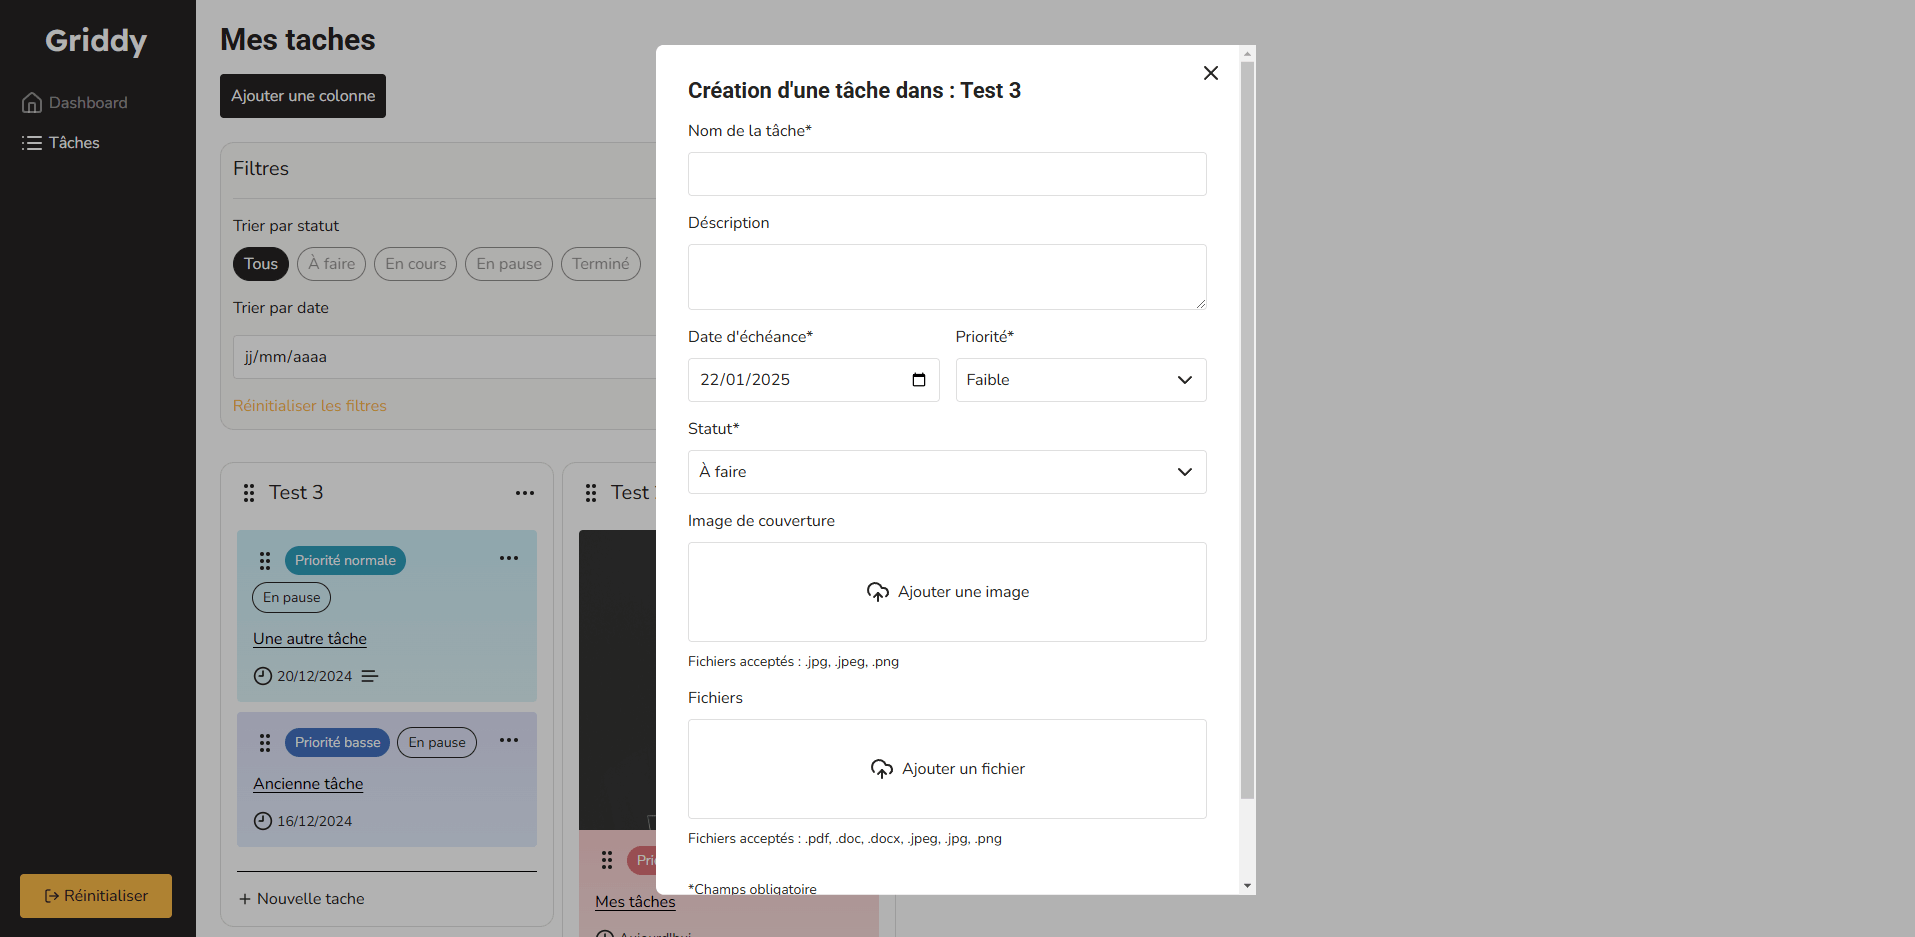 Griddy
Dashboard
Tâches
Réinitialiser
Mes taches
Ajouter une colonne
Filtres
Trier par statut
Tous À faire En cours En pause Terminé
Trier par date
jj/mm/aaaa
Réinitialiser les filtres
Test 3
Priorité normale
En pause
Une autre tâche
20/12/2024
Priorité basse En pause
Ancienne tâche
16/12/2024
+ Nouvelle tache
Test
Mes tâches
Aujourd'hui
Création d'une tâche dans : Test 3
Nom de la tâche*
Déscription
Date d'échéance* Priorité*
22/01/2025 Faible
Statut*
À faire
Image de couverture
Ajouter une image
Fichiers acceptés : .jpg, .jpeg, .png
Fichiers
Ajouter un fichier
Fichiers acceptés : .pdf, .doc, .docx, .jpeg, .jpg, .png
*Champs obligatoire